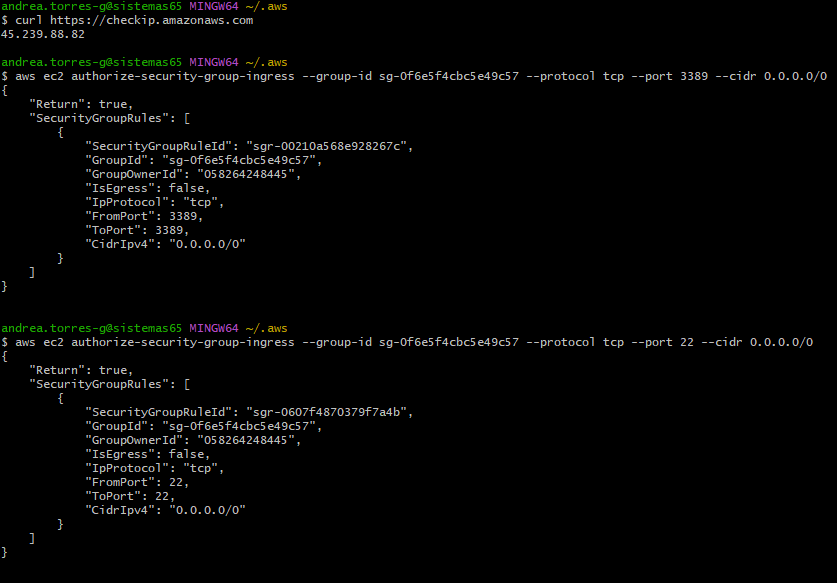 andrea.torres-g@sistemas65 MINGW64 ~/.aws
$ curl https://checkip.amazonaws.com
45.239.88.82

andrea.torres-g@sistemas65 MINGW64 ~/.aws
$ aws ec2 authorize-security-group-ingress --group-id sg-0f6e5f4cbc5e49c57 --protocol tcp --port 3389 --cidr 0.0.0.0/0
{
    "Return": true,
    "SecurityGroupRules": [
        {
            "SecurityGroupRuleId": "sgr-00210a568e928267c",
            "GroupId": "sg-0f6e5f4cbc5e49c57",
            "GroupOwnerId": "058264248445",
            "IsEgress": false,
            "IpProtocol": "tcp",
            "FromPort": 3389,
            "ToPort": 3389,
            "CidrIpv4": "0.0.0.0/0"
        }
    ]
}

andrea.torres-g@sistemas65 MINGW64 ~/.aws
$ aws ec2 authorize-security-group-ingress --group-id sg-0f6e5f4cbc5e49c57 --protocol tcp --port 22 --cidr 0.0.0.0/0
{
    "Return": true,
    "SecurityGroupRules": [
        {
            "SecurityGroupRuleId": "sgr-0607f4870379f7a4b",
            "GroupId": "sg-0f6e5f4cbc5e49c57",
            "GroupOwnerId": "058264248445",
            "IsEgress": false,
            "IpProtocol": "tcp",
            "FromPort": 22,
            "ToPort": 22,
            "CidrIpv4": "0.0.0.0/0"
        }
    ]
}